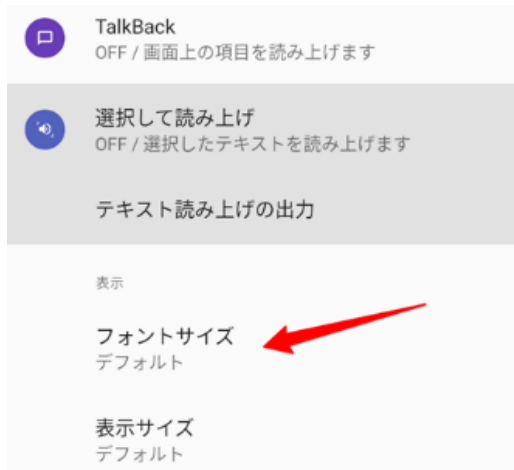 TalkBack
OFF / 画面上の項目を読み上げます
選択して読み上げ
OFF / 選択したテキストを読み上げます
テキスト読み上げの出力
表示
フォントサイズ
デフォルト
表示サイズ
デフォルト